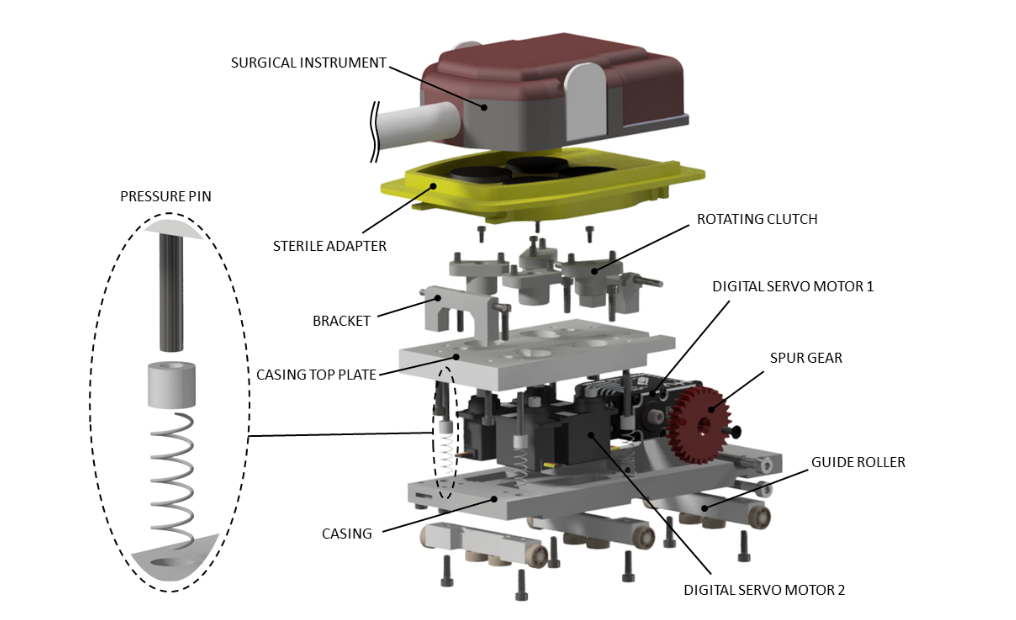 SURGICAL INSTRUMENT
PRESSURE PIN
ROTATING CLUTCH
STERILE ADAPTER
DIGITAL SERVO MOTOR 1
BRACKET
SPUR GEAR
CASING TOP PLATE
GUIDE ROLLER
CASING
DIGITAL SERVO MOTOR 2